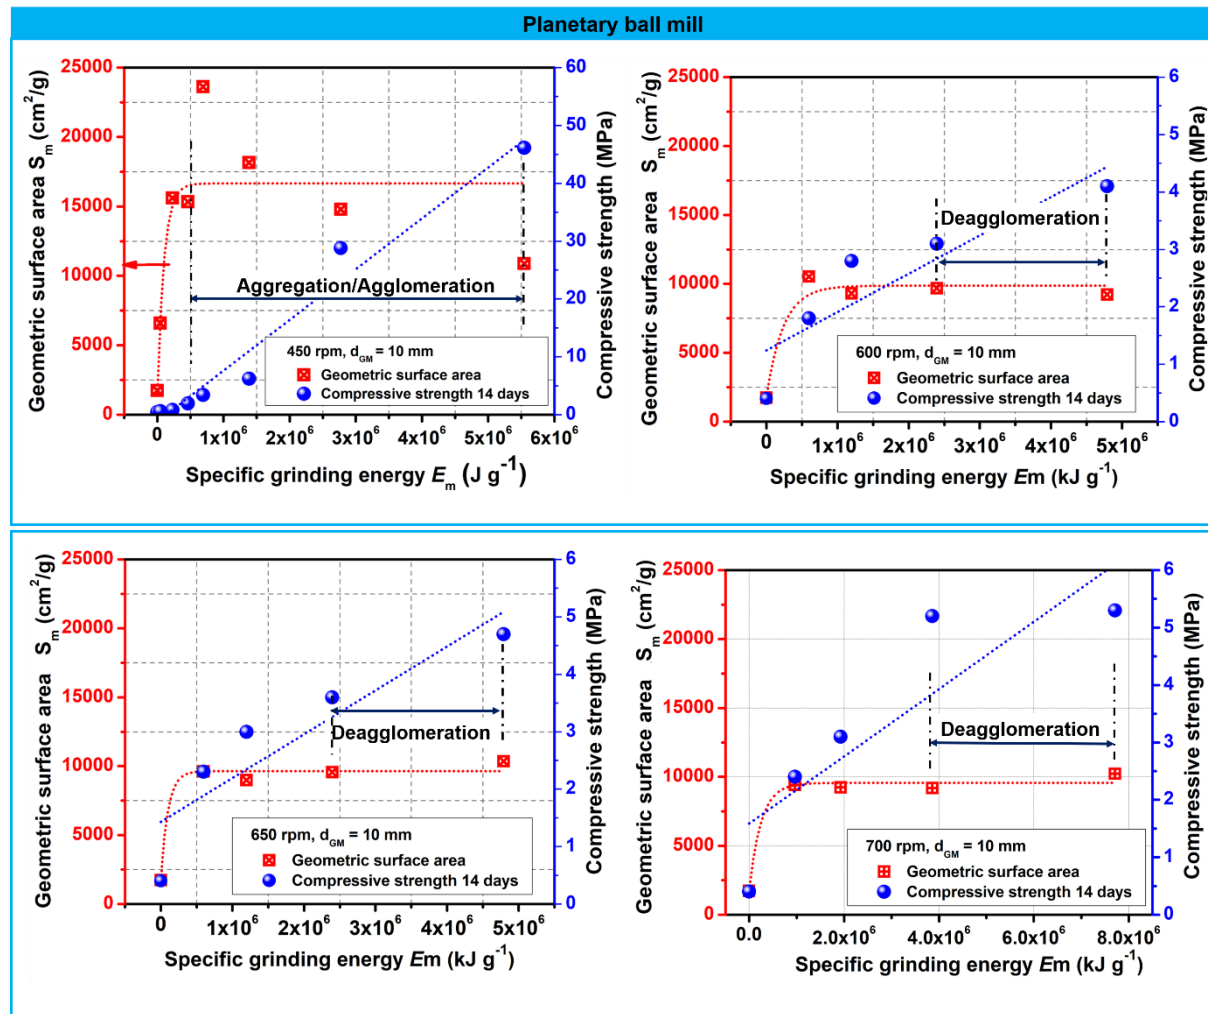 Planetary ball mill
Geometric surface area S_m (cm²/g)
25000
20000
15000
10000
5000
0
60
50
40
30
20
10
0
Compressive strength (MPa)
Aggregation/Agglomeration
450 rpm, d_GM = 10 mm
Geometric surface area
Compressive strength 14 days
0 1x10⁶ 2x10⁶ 3x10⁶ 4x10⁶ 5x10⁶ 6x10⁶
Specific grinding energy E_m (J g⁻¹)
Geometric surface area S_m (cm²/g)
25000
20000
15000
10000
5000
0
6
5
4
3
2
1
0
Compressive strength (MPa)
Deagglomeration
600 rpm, d_GM = 10 mm
Geometric surface area
Compressive strength 14 days
0 1x10⁶ 2x10⁶ 3x10⁶ 4x10⁶ 5x10⁶
Specific grinding energy Em (kJ g⁻¹)
Geometric surface area S_m (cm²/g)
25000
20000
15000
10000
5000
0
6
5
4
3
2
1
0
Compressive strength (MPa)
Deagglomeration
650 rpm, d_GM = 10 mm
Geometric surface area
Compressive strength 14 days
0 1x10⁶ 2x10⁶ 3x10⁶ 4x10⁶ 5x10⁶
Specific grinding energy Em (kJ g⁻¹)
Geometric surface area S_m (cm²/g)
25000
20000
15000
10000
5000
0
6
5
4
3
2
1
0
Compressive strength (MPa)
Deagglomeration
700 rpm, d_GM = 10 mm
Geometric surface area
Compressive strength 14 days
0.0 2.0x10⁶ 4.0x10⁶ 6.0x10⁶ 8.0x10⁶
Specific grinding energy Em (kJ g⁻¹)